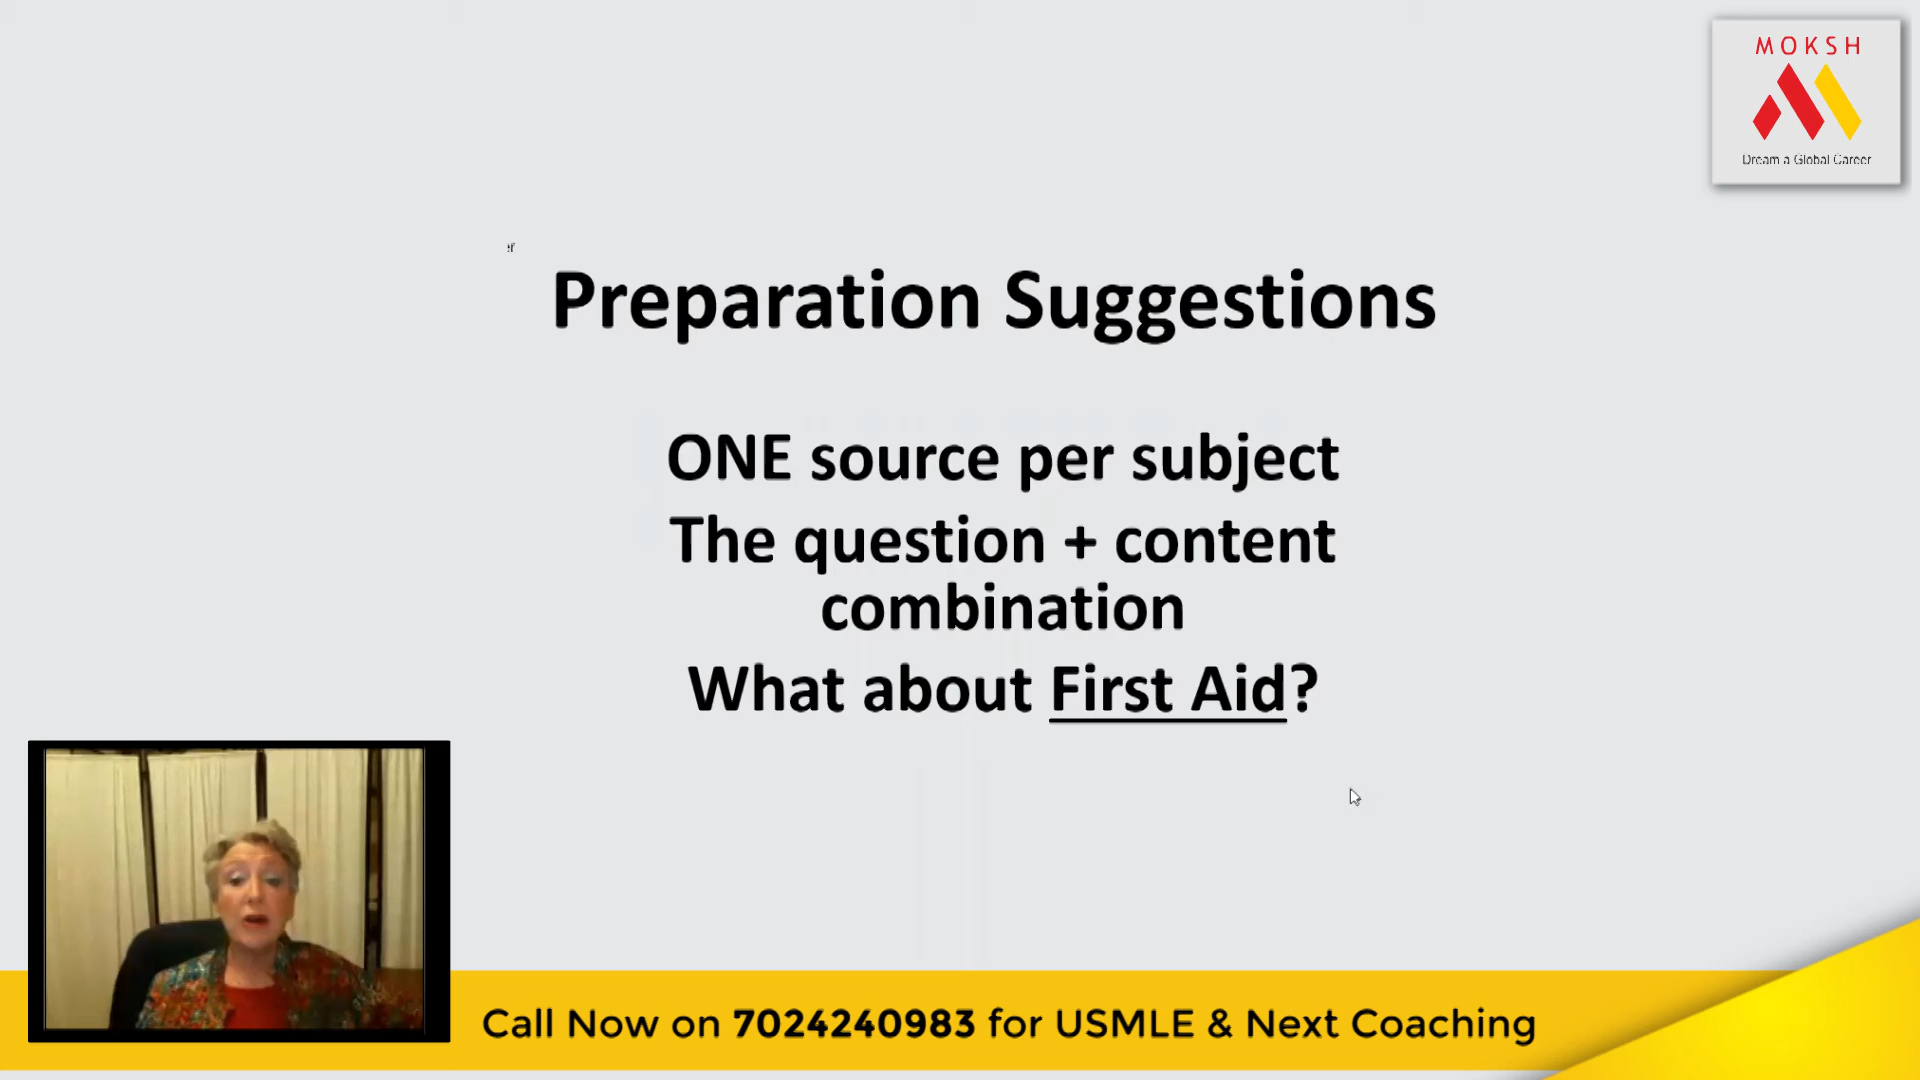 MOKSH
Dream a Global Career
Preparation Suggestions
ONE source per subject
The question + content
combination
What about First Aid?
Call Now on 7024240983 for USMLE & Next Coaching